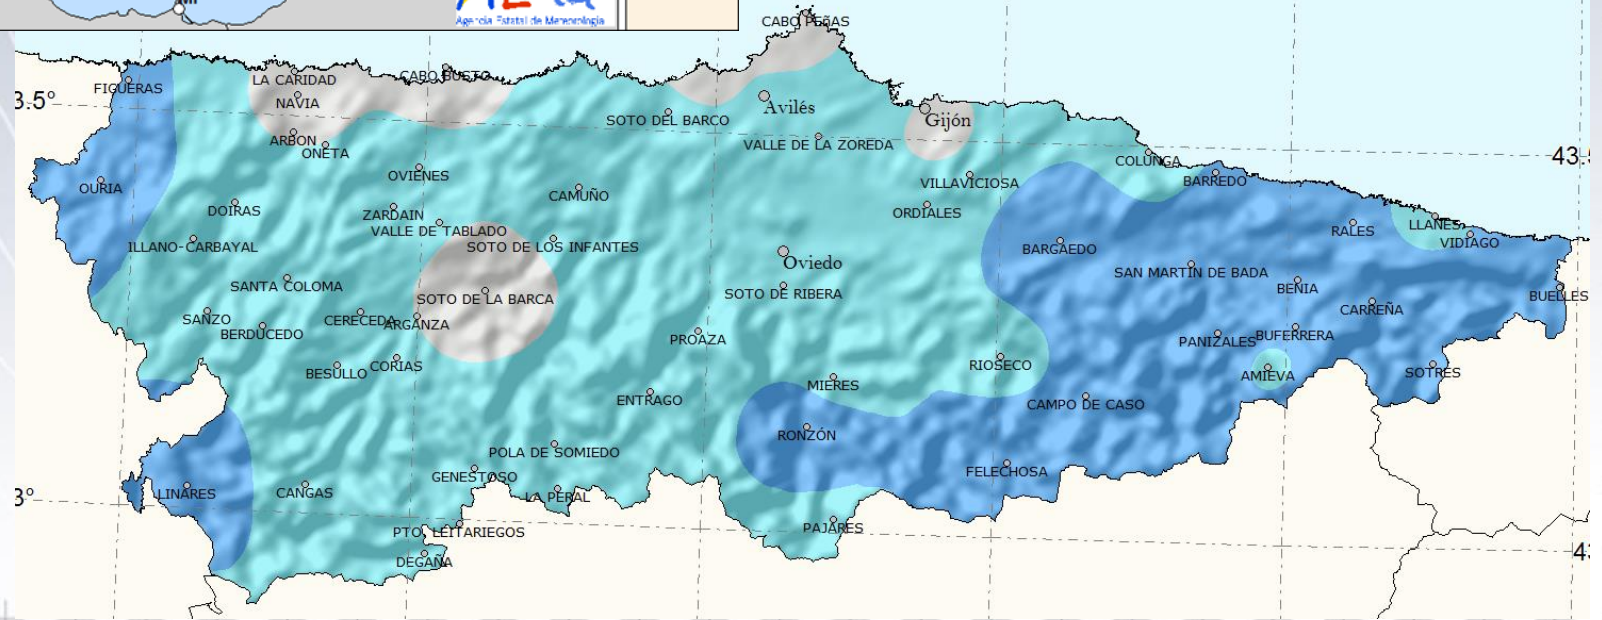 Agencia Estatal de Meteorología
CABO PEÑAS
LA CARIDAD
CABO BUSTO
FIGUERAS
3.5°
NAVIA
Avilés
SOTO DEL BARCO
Gijón
ARBON
ONETA
VALLE DE LA ZOREDA
43.5
COLUNGA
OVIENES
OURIA
VILLAVICIOSA
BARREDO
CAMUÑO
DOIRAS
ZARDAIN
ORDIALES
VALLE DE TABLADO
LLANES
RALES
ILLANO-CARBAYAL
SOTO DE LOS INFANTES
BARGAEDO
VIDIAGO
Oviedo
SAN MARTIN DE BADA
SANTA COLOMA
SOTO DE LA BARCA
SOTO DE RIBERA
BENIA
BUELLES
CARREÑA
SANZO
CERECEDA
ARGANZA
BERDUCEDO
PROAZA
PANIZALES
BUFERRERA
BESULLO
CORIAS
RIOSECO
AMIEVA
SOTRES
MIERES
ENTRAGO
CAMPO DE CASO
RONZÓN
POLA DE SOMIEDO
GENESTOSO
FELECHOSA
LINARES
CANGAS
LA PERAL
3°
PTO. LEITARIEGOS
PAJARES
43
DEGAÑA